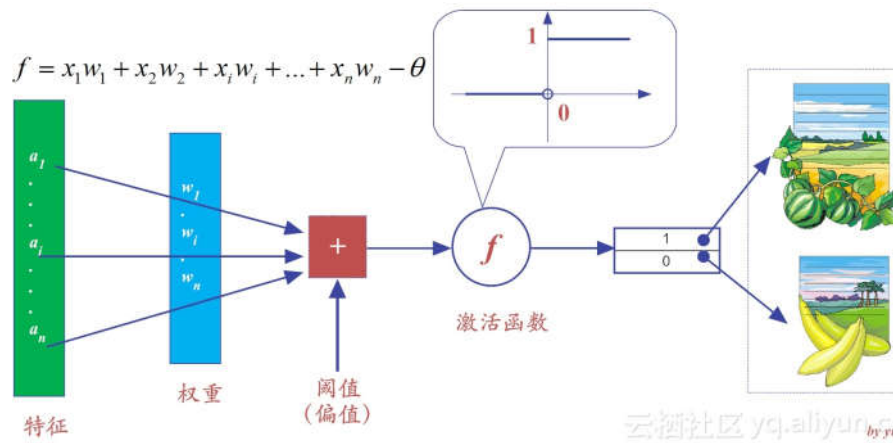 f = x₁w₁ + x₂w₂ + xᵢwᵢ + ... + xₙwₙ − θ
1
0
a₁
.
.
.
aᵢ
.
.
.
aₙ
w₁
.
wᵢ
.
wₙ
+
f
1
0
激活函数
特征
权重
阈值
(偏值)
云栖社区 yq.aliyun.c